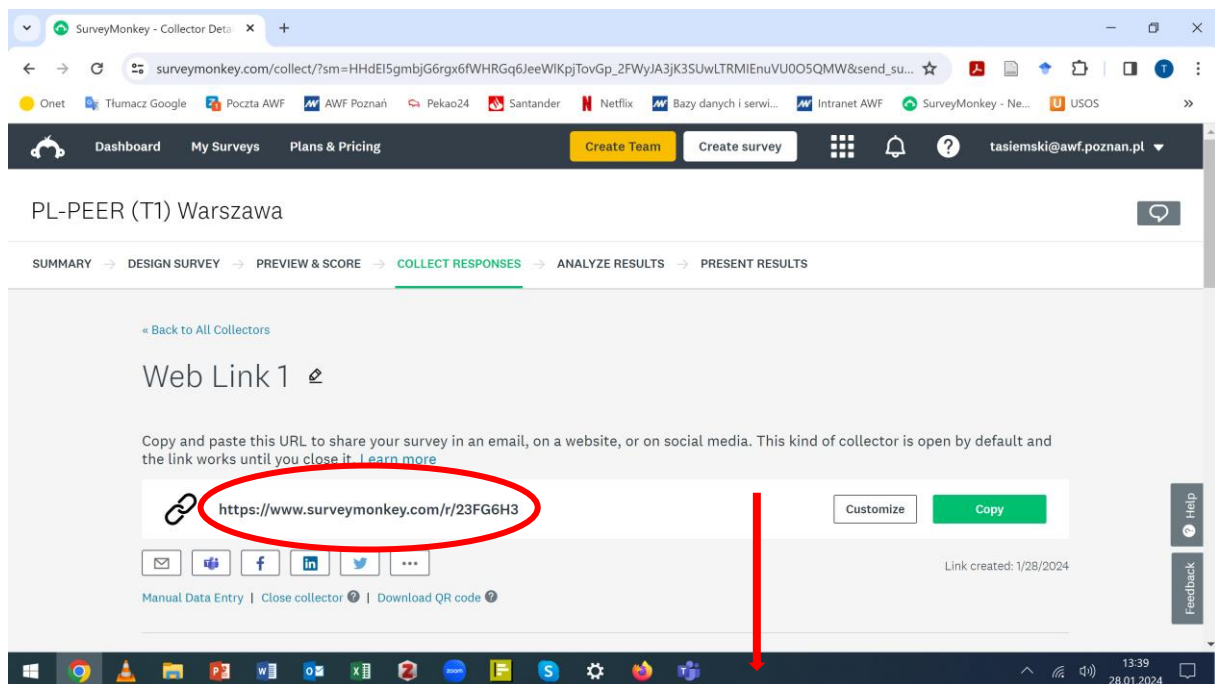 SurveyMonkey - Collector Deta
surveymonkey.com/collect/?sm=HHdEI5gmbjG6rgx6fWHRGq6JeeWlKpjTovGp_2FWyJA3jK3SUwLTRMIEnuVU0O5QMW&send_su...
T
Onet Tłumacz Google Poczta AWF AWF Poznań Pekao24 Santander Netflix Bazy danych i serwi... Intranet AWF SurveyMonkey - Ne... USOS »
Dashboard My Surveys Plans & Pricing Create Team Create survey ? tasiemski@awf.poznan.pl
PL-PEER (T1) Warszawa
SUMMARY → DESIGN SURVEY → PREVIEW & SCORE → COLLECT RESPONSES → ANALYZE RESULTS → PRESENT RESULTS
« Back to All Collectors
Web Link 1
Copy and paste this URL to share your survey in an email, on a website, or on social media. This kind of collector is open by default and
the link works until you close it. Learn more
https://www.surveymonkey.com/r/23FG6H3 Customize Copy
Help
Link created: 1/28/2024
Feedback
Manual Data Entry | Close collector ? | Download QR code ?
13:39
28.01.2024